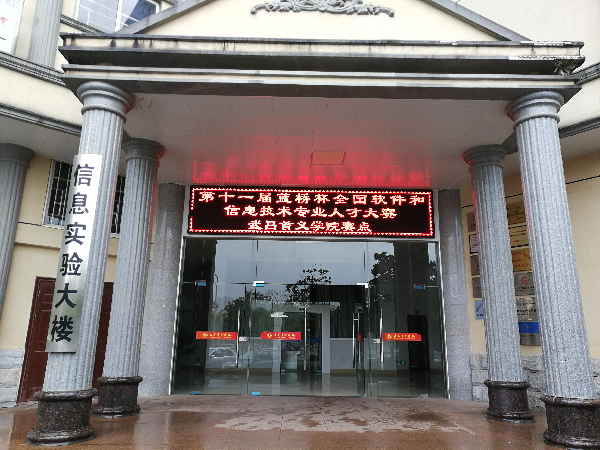 第十一届蓝桥杯全国软件和
信息技术专业人才大赛
武昌首义学院赛点
信息实验大楼